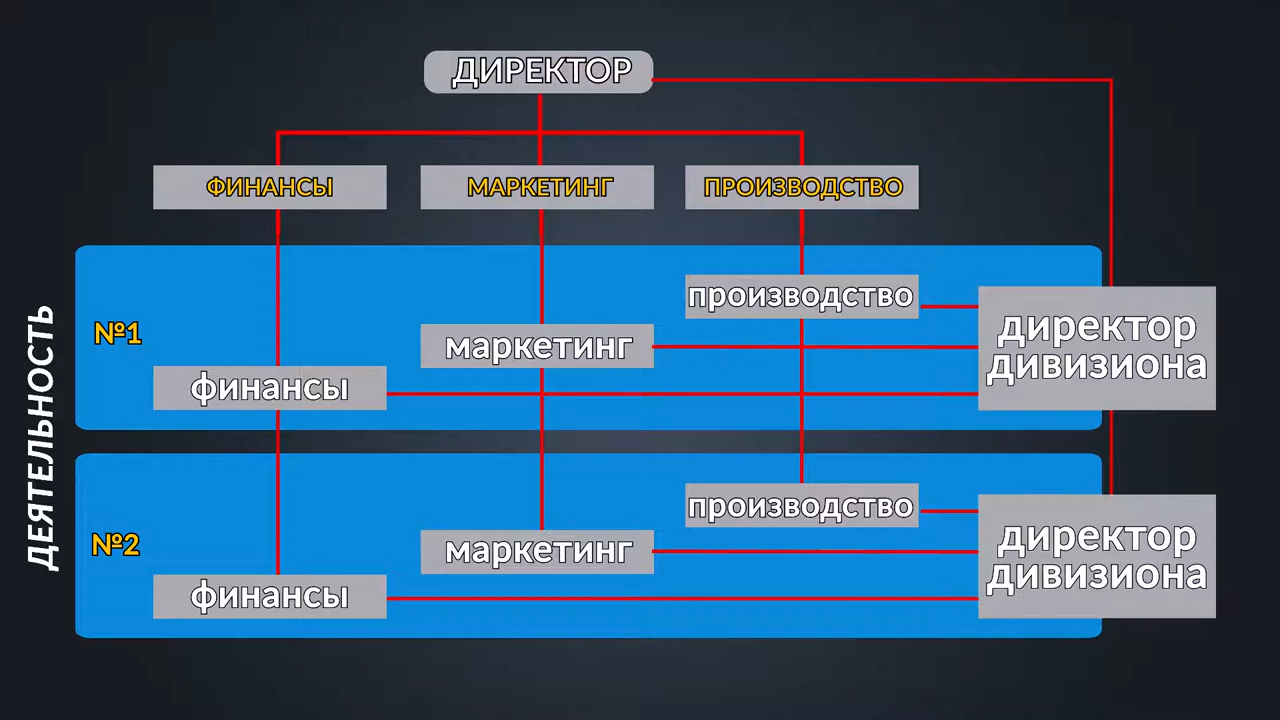 ДИРЕКТОР
ФИНАНСЫ
МАРКЕТИНГ
ПРОИЗВОДСТВО
ДЕЯТЕЛЬНОСТЬ
№1
производство
маркетинг
финансы
директор
дивизиона
№2
производство
маркетинг
финансы
директор
дивизиона